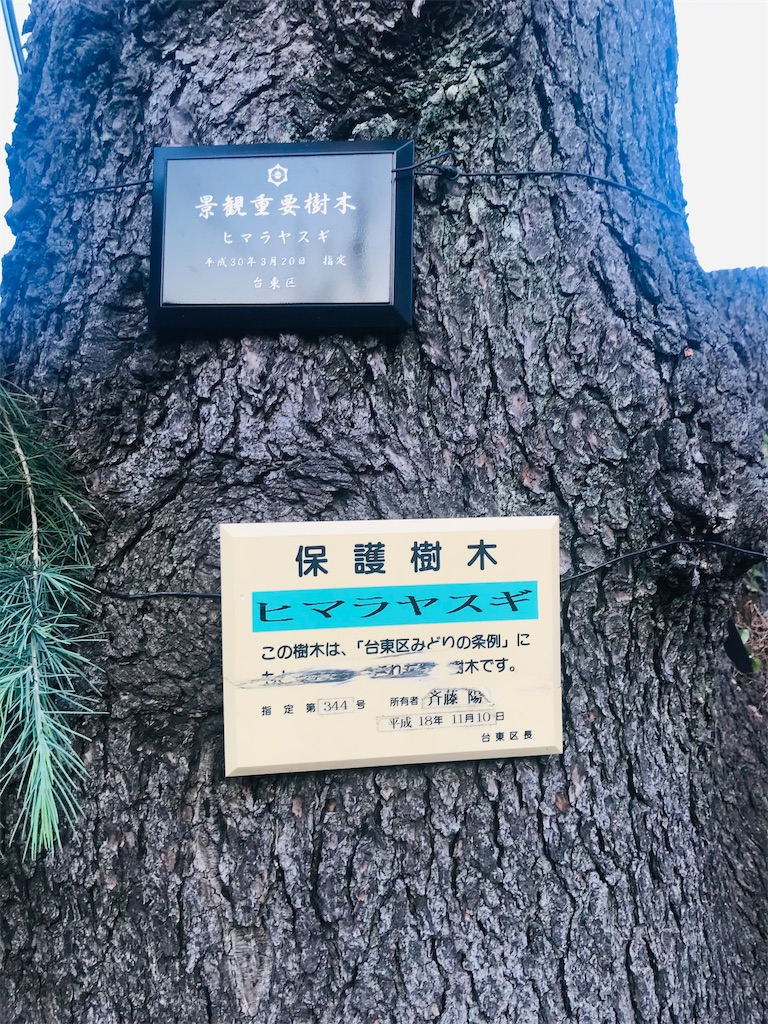 景観重要樹木
ヒマラヤスギ
平成30年3月20日 指定
台東区
保護樹木
ヒマラヤスギ
この樹木は、「台東区みどりの条例」に
樹木です。
指定 第 344 号 所有者 斉藤 陽
平成 18年 11月10日
台東区長